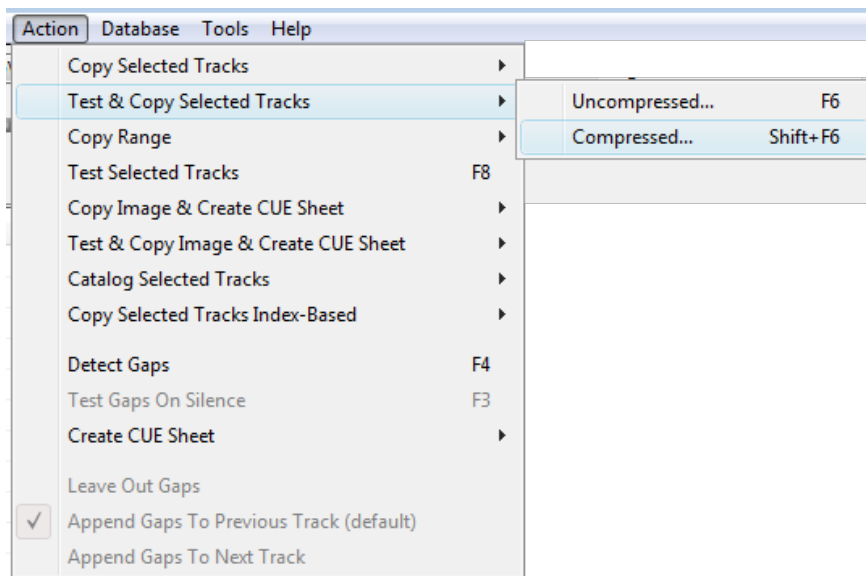 Action Database Tools Help
Copy Selected Tracks
Test & Copy Selected Tracks
Uncompressed... F6
Copy Range
Compressed... Shift+F6
Test Selected Tracks F8
Copy Image & Create CUE Sheet
Test & Copy Image & Create CUE Sheet
Catalog Selected Tracks
Copy Selected Tracks Index-Based
Detect Gaps F4
Test Gaps On Silence F3
Create CUE Sheet
Leave Out Gaps
Append Gaps To Previous Track (default)
Append Gaps To Next Track